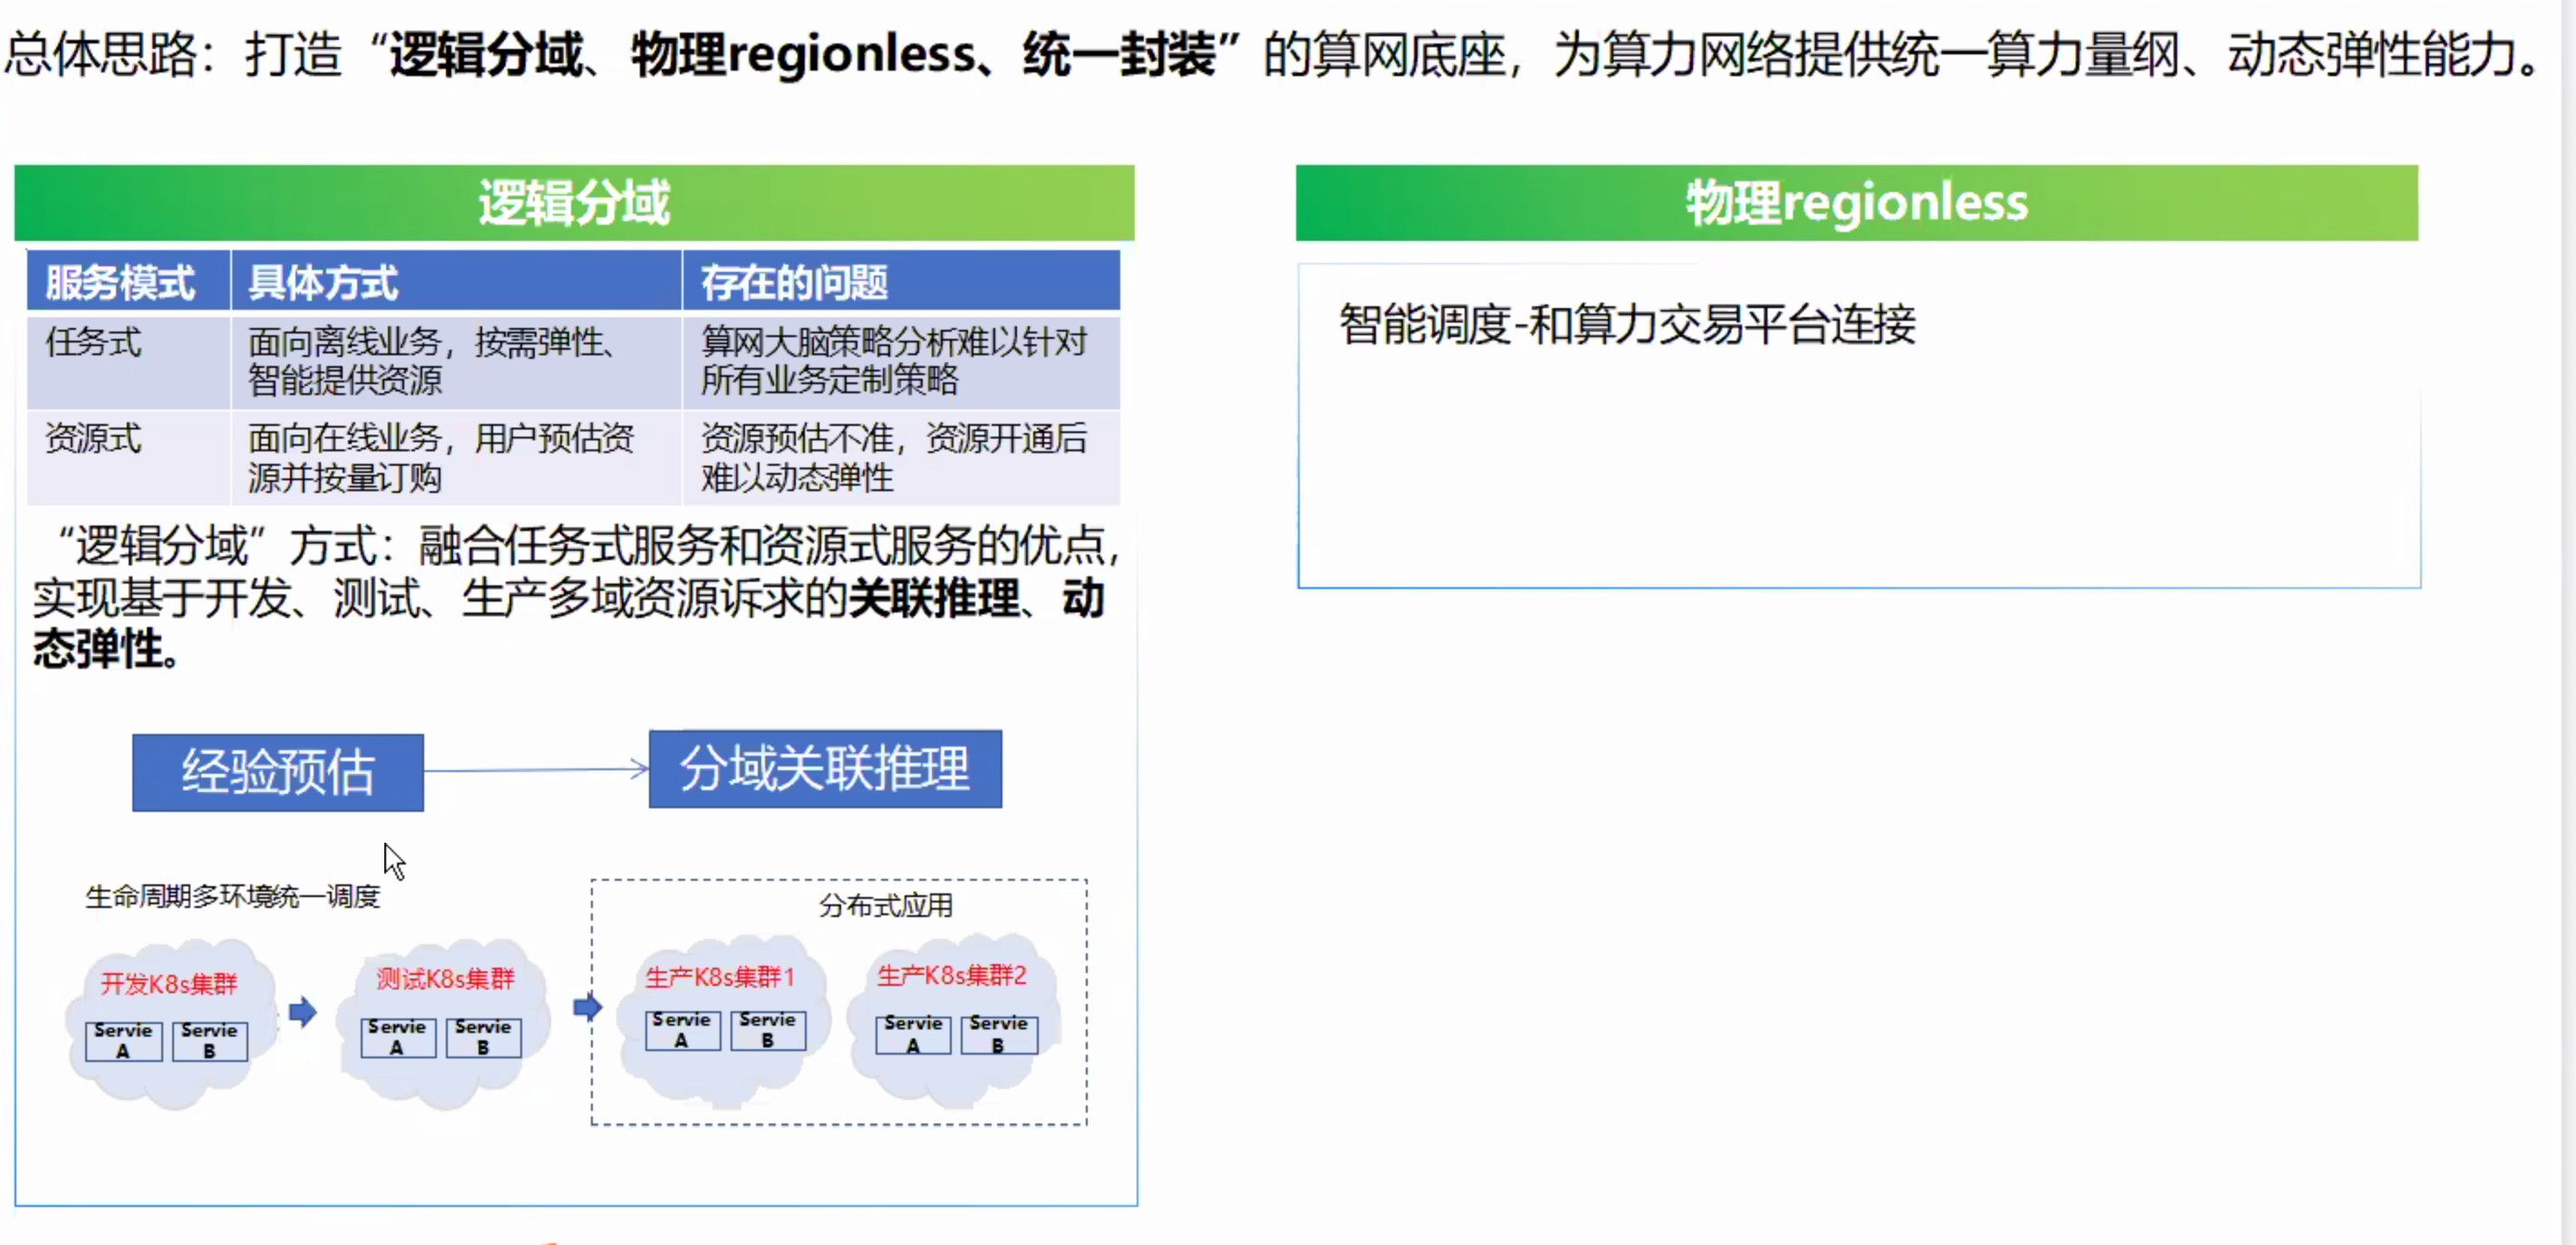 总体思路：打造“逻辑分域、物理regionless、统一封装”的算网底座，为算力网络提供统一算力量纲、动态弹性能力。
逻辑分域
服务模式 具体方式 存在的问题
任务式 面向离线业务，按需弹性、 算网大脑策略分析难以针对
智能提供资源 所有业务定制策略
资源式 面向在线业务，用户预估资 资源预估不准，资源开通后
源并按量订购 难以动态弹性
“逻辑分域”方式：融合任务式服务和资源式服务的优点，
实现基于开发、测试、生产多域资源诉求的关联推理、动
态弹性。
经验预估
分域关联推理
生命周期多环境统一调度
分布式应用
开发K8s集群
Servie
A
Servie
B
测试K8s集群
Servie
A
Servie
B
生产K8s集群1
Servie
A
Servie
B
生产K8s集群2
Servie
A
Servie
B
物理regionless
智能调度-和算力交易平台连接